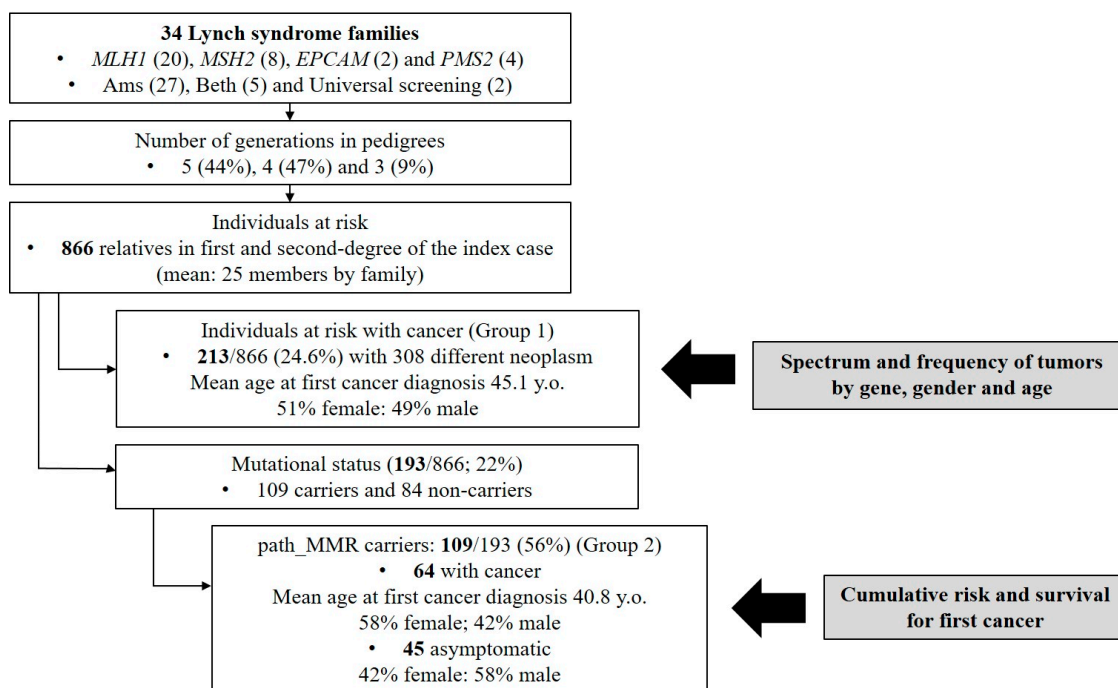 34 Lynch syndrome families
• MLH1 (20), MSH2 (8), EPCAM (2) and PMS2 (4)
• Ams (27), Beth (5) and Universal screening (2)
Number of generations in pedigrees
• 5 (44%), 4 (47%) and 3 (9%)
Individuals at risk
• 866 relatives in first and second-degree of the index case
(mean: 25 members by family)
Individuals at risk with cancer (Group 1)
• 213/866 (24.6%) with 308 different neoplasm
Mean age at first cancer diagnosis 45.1 y.o.
51% female: 49% male
Spectrum and frequency of tumors
by gene, gender and age
Mutational status (193/866; 22%)
• 109 carriers and 84 non-carriers
path_MMR carriers: 109/193 (56%) (Group 2)
• 64 with cancer
Mean age at first cancer diagnosis 40.8 y.o.
58% female; 42% male
• 45 asymptomatic
42% female: 58% male
Cumulative risk and survival
for first cancer